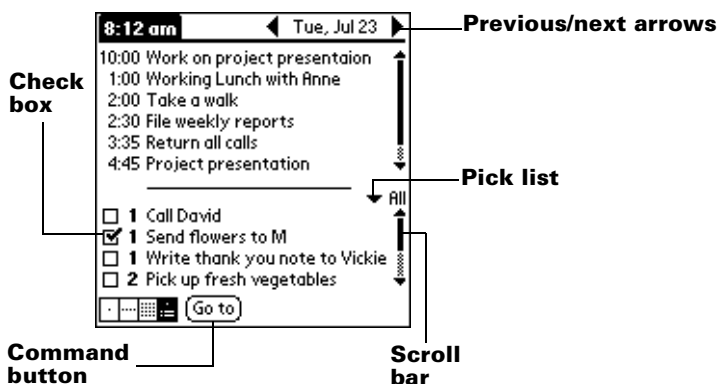 8:12 am
Tue, Jul 23
Previous/next arrows
10:00 Work on project presentaion
1:00 Working Lunch with Anne
2:00 Take a walk
2:30 File weekly reports
3:35 Return all calls
4:45 Project presentation
Check
box
Pick list
All
1 Call David
1 Send flowers to M
1 Write thank you note to Vickie
2 Pick up fresh vegetables
Go to
Command
button
Scroll
bar